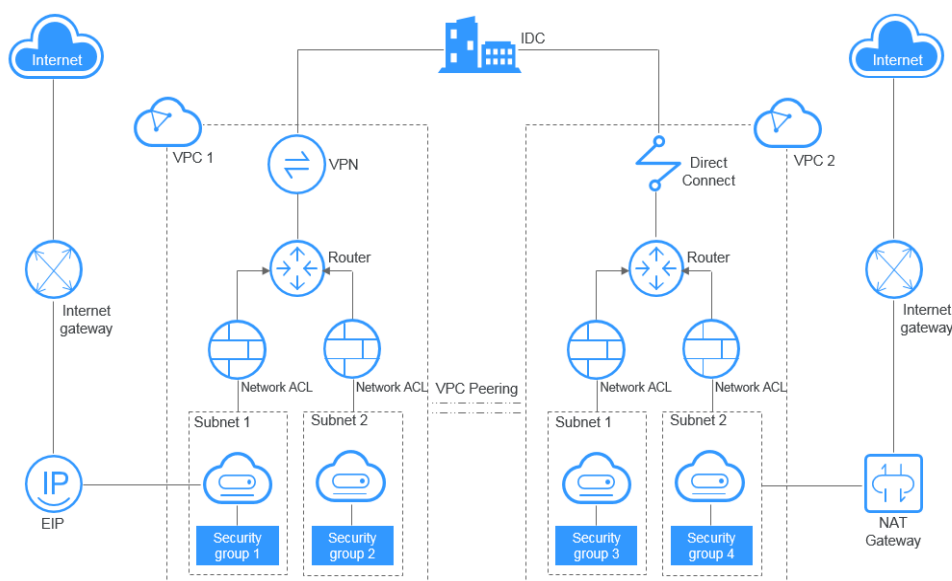 IDC
Internet
Internet
VPC 1
VPN
Direct
Connect
VPC 2
Router
Router
Internet
gateway
Internet
gateway
Network ACL
Network ACL
VPC Peering
Network ACL
Network ACL
Subnet 1
Subnet 2
Subnet 1
Subnet 2
IP
EIP
NAT
Gateway
Security
group 1
Security
group 2
Security
group 3
Security
group 4